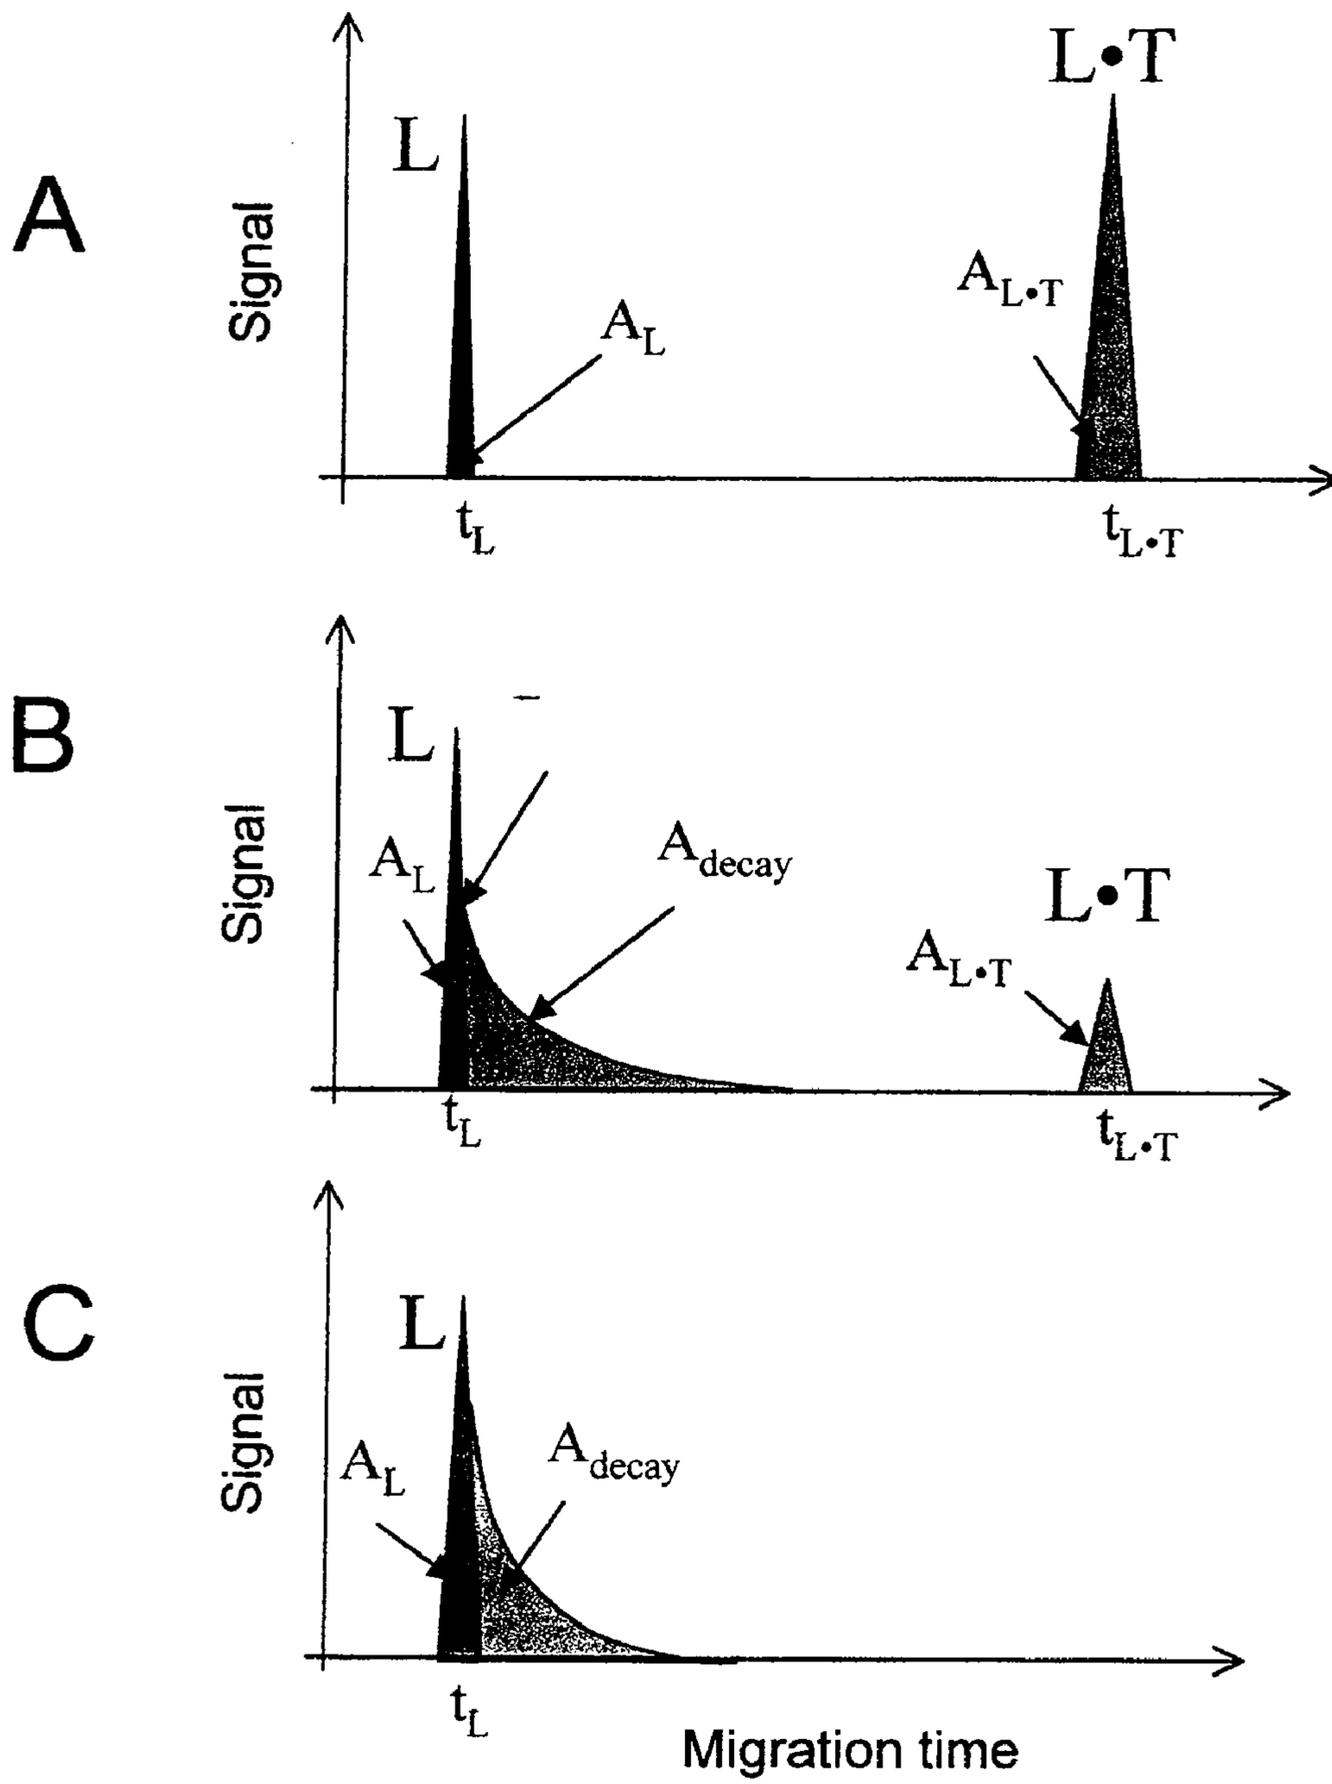 A
Signal
L
A_L
L•T
A_L•T
t_L
t_L•T
B
Signal
L
A_L
A_decay
L•T
A_L•T
t_L
t_L•T
C
Signal
L
A_L
A_decay
t_L
Migration time